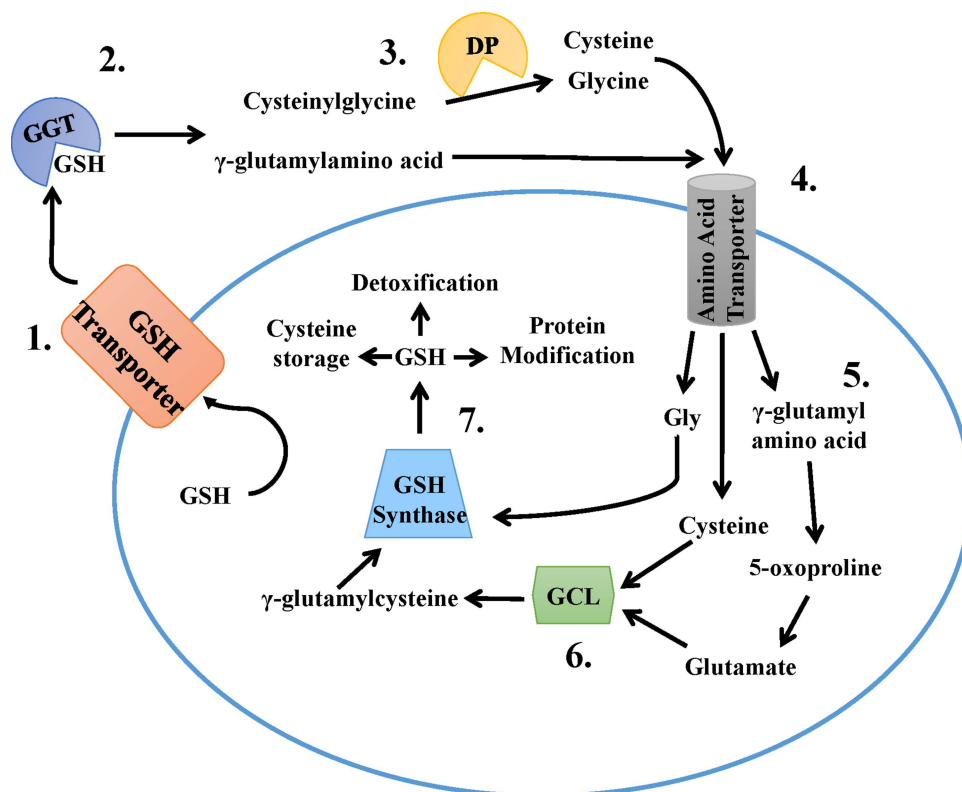 2.
3.
DP
Cysteine
Glycine
GGT
GSH
Cysteinylglycine
γ-glutamylamino acid
4.
Amino Acid
Transporter
1.
GSH
Transporter
GSH
Detoxification
Cysteine
storage
GSH
Protein
Modification
7.
GSH
Synthase
5.
Gly
γ-glutamyl
amino acid
Cysteine
5-oxoproline
γ-glutamylcysteine
GCL
6.
Glutamate